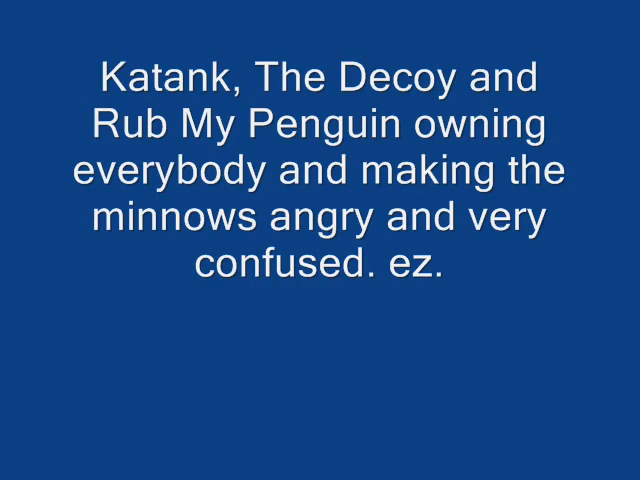 Katank, The Decoy and
Rub My Penguin owning
everybody and making the
minnows angry and very
confused. ez.